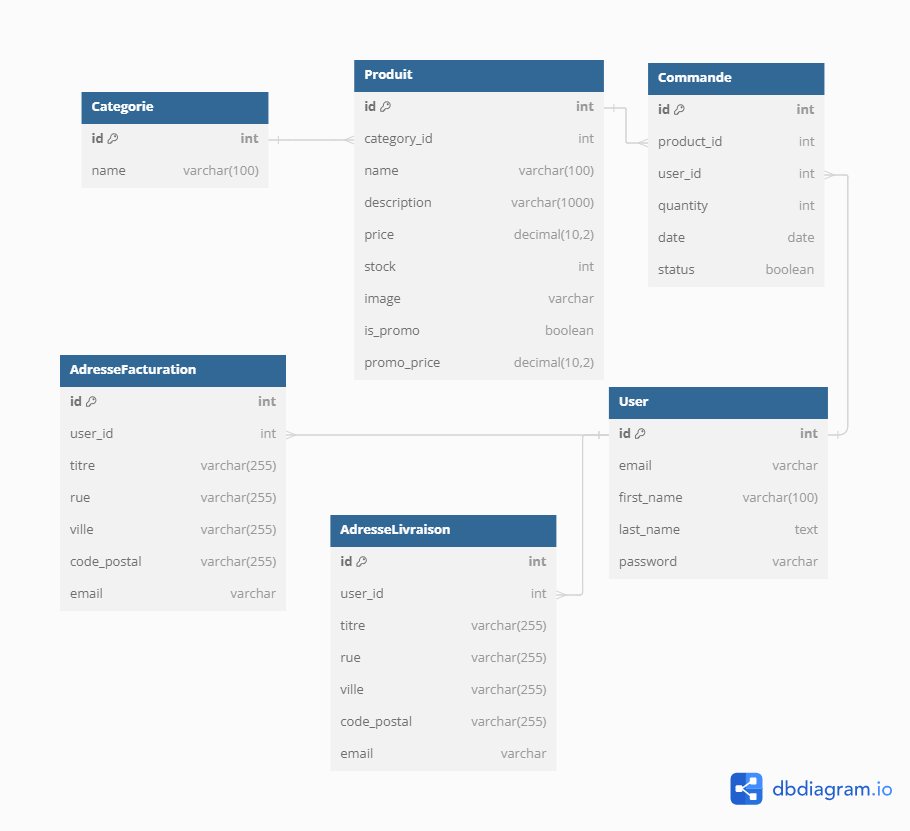 Categorie
id int
name varchar(100)
Produit
id int
category_id int
name varchar(100)
description varchar(1000)
price decimal(10,2)
stock int
image varchar
is_promo boolean
promo_price decimal(10,2)
Commande
id int
product_id int
user_id int
quantity int
date date
status boolean
AdresseFacturation
id int
user_id int
titre varchar(255)
rue varchar(255)
ville varchar(255)
code_postal varchar(255)
email varchar
AdresseLivraison
id int
user_id int
titre varchar(255)
rue varchar(255)
ville varchar(255)
code_postal varchar(255)
email varchar
User
id int
email varchar
first_name varchar(100)
last_name text
password varchar
dbdiagram.io